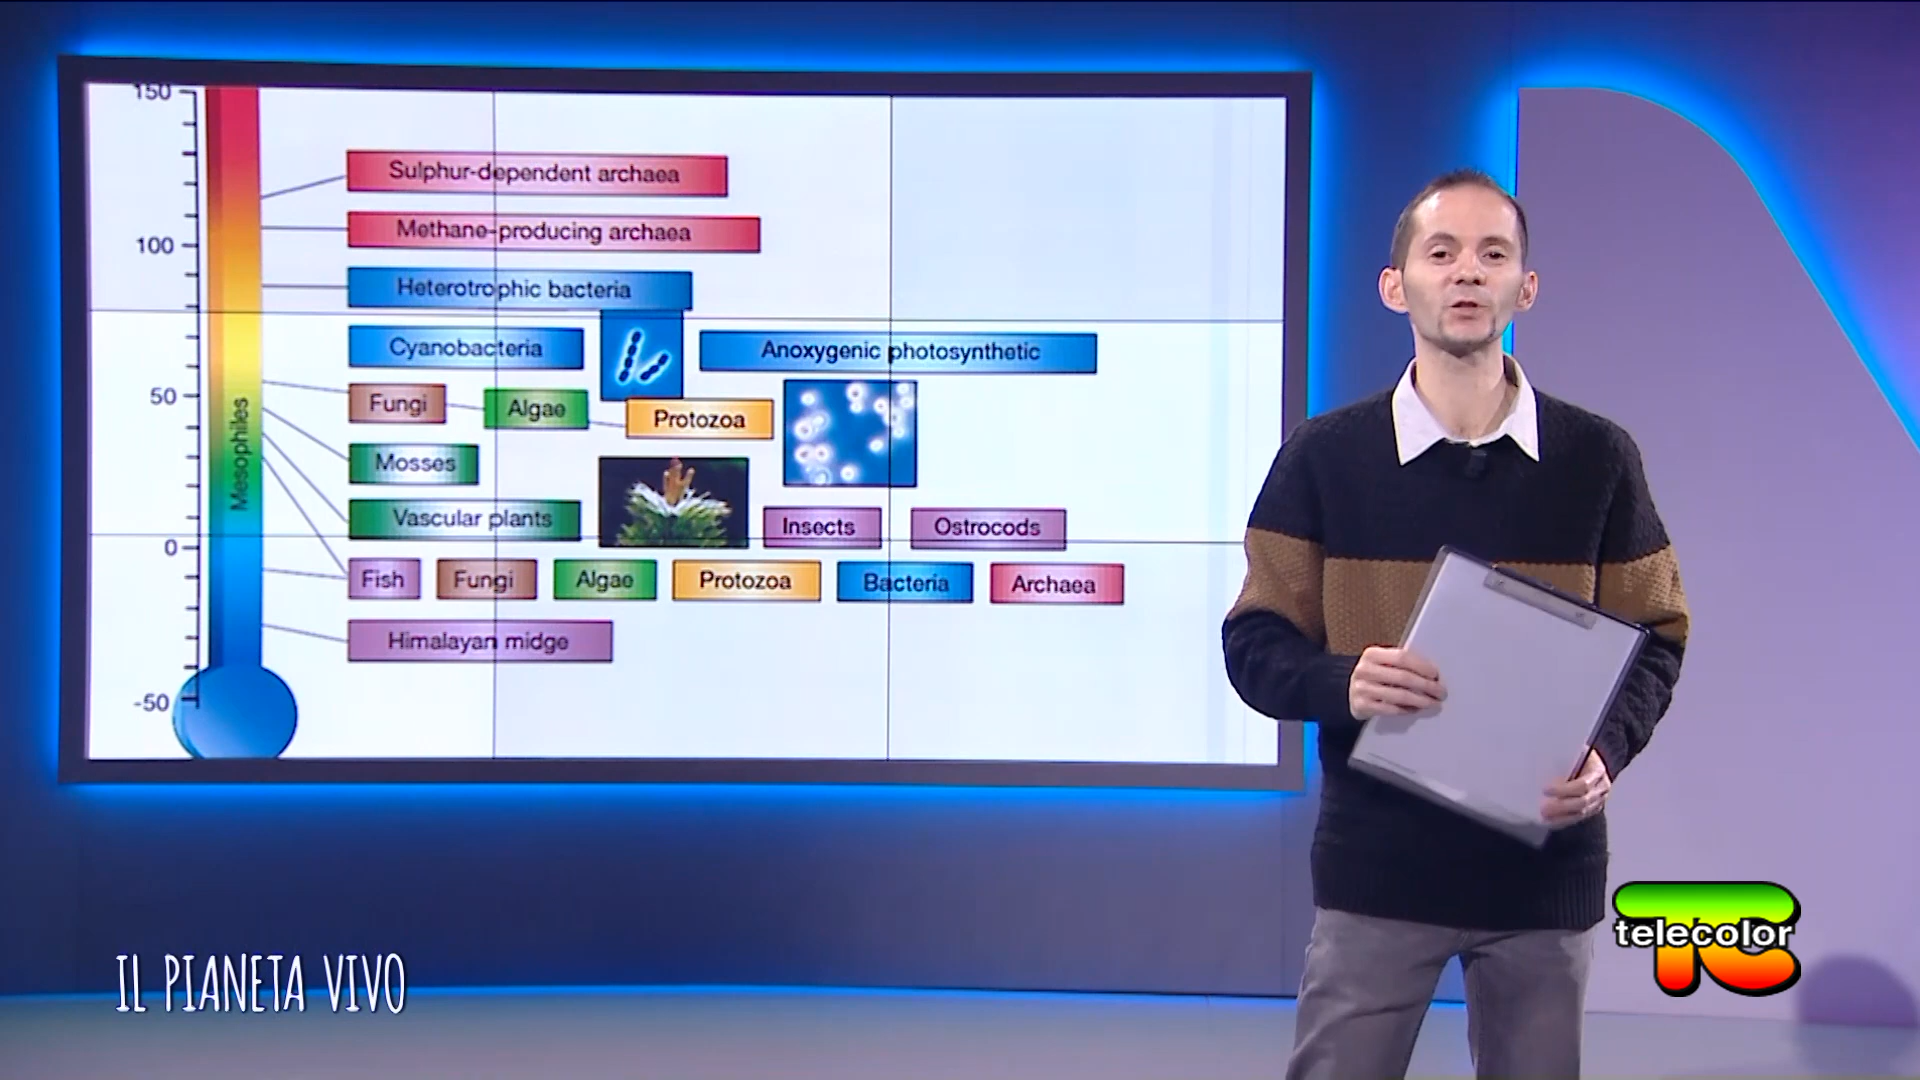 150
Sulphur-dependent archaea
Methane-producing archaea
100
Heterotrophic bacteria
Cyanobacteria
Anoxygenic photosynthetic
50
Fungi
Algae
Protozoa
Mesophiles
Mosses
Vascular plants
Insects
Ostrocods
0
Fish
Fungi
Algae
Protozoa
Bacteria
Archaea
Himalayan midge
-50
IL PIANETA VIVO
telecolor
TC